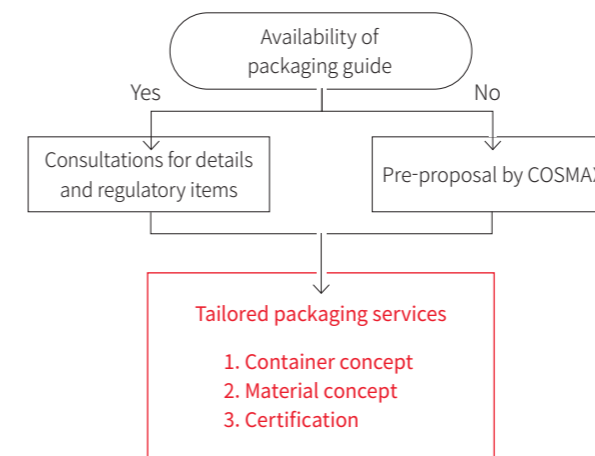 Availability of
packaging guide
Yes
No
Consultations for details
and regulatory items
Pre-proposal by COSMAX
Tailored packaging services
1. Container concept
2. Material concept
3. Certification